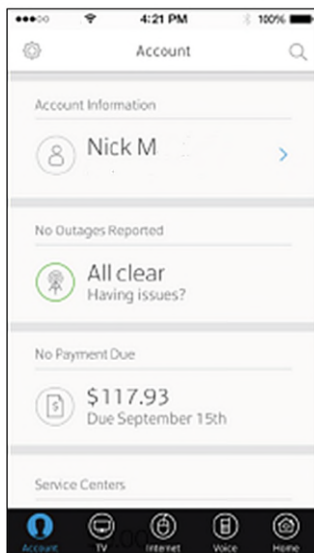 4:21 PM
100%
Account
Account Information
Nick M
No Outages Reported
All clear
Having issues?
No Payment Due
$117.93
Due September 15th
Service Centers
Account TV Internet Voice Home